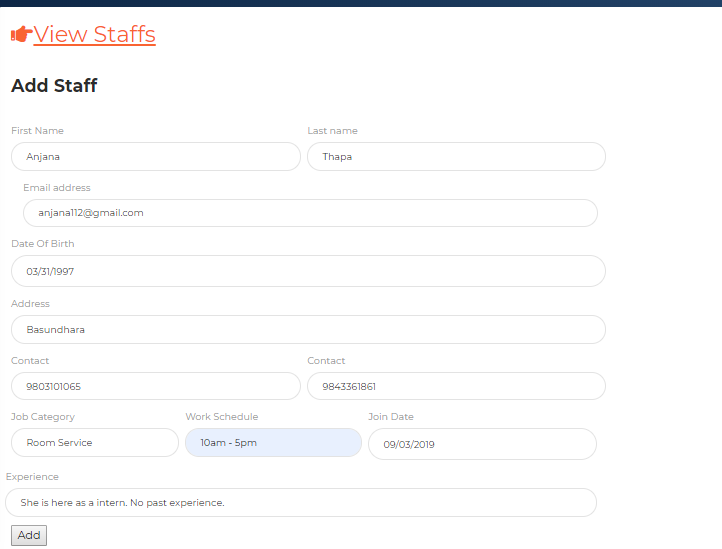 View Staffs
Add Staff
First Name Last name
Anjana Thapa
Email address
anjana112@gmail.com
Date Of Birth
03/31/1997
Address
Basundhara
Contact Contact
9803101065 9843361861
Job Category Work Schedule Join Date
Room Service 10am - 5pm 09/03/2019
Experience
She is here as a intern. No past experience.
Add